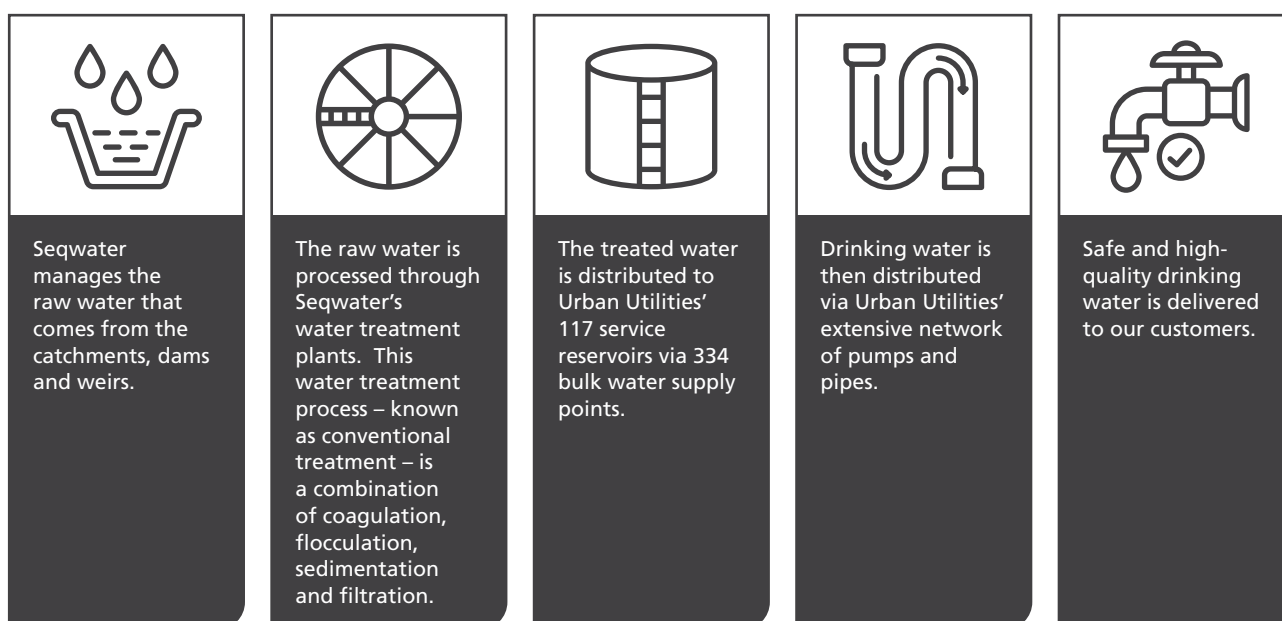 Seqwater
manages the
raw water that
comes from the
catchments, dams
and weirs.
The raw water is
processed through
Seqwater’s
water treatment
plants.  This
water treatment
process – known
as conventional
treatment – is
a combination
of coagulation,
flocculation,
sedimentation
and filtration.
The treated water
is distributed to
Urban Utilities’
117 service
reservoirs via 334
bulk water supply
points.
Drinking water is
then distributed
via Urban Utilities’
extensive network
of pumps and
pipes.
Safe and high-
quality drinking
water is delivered
to our customers.